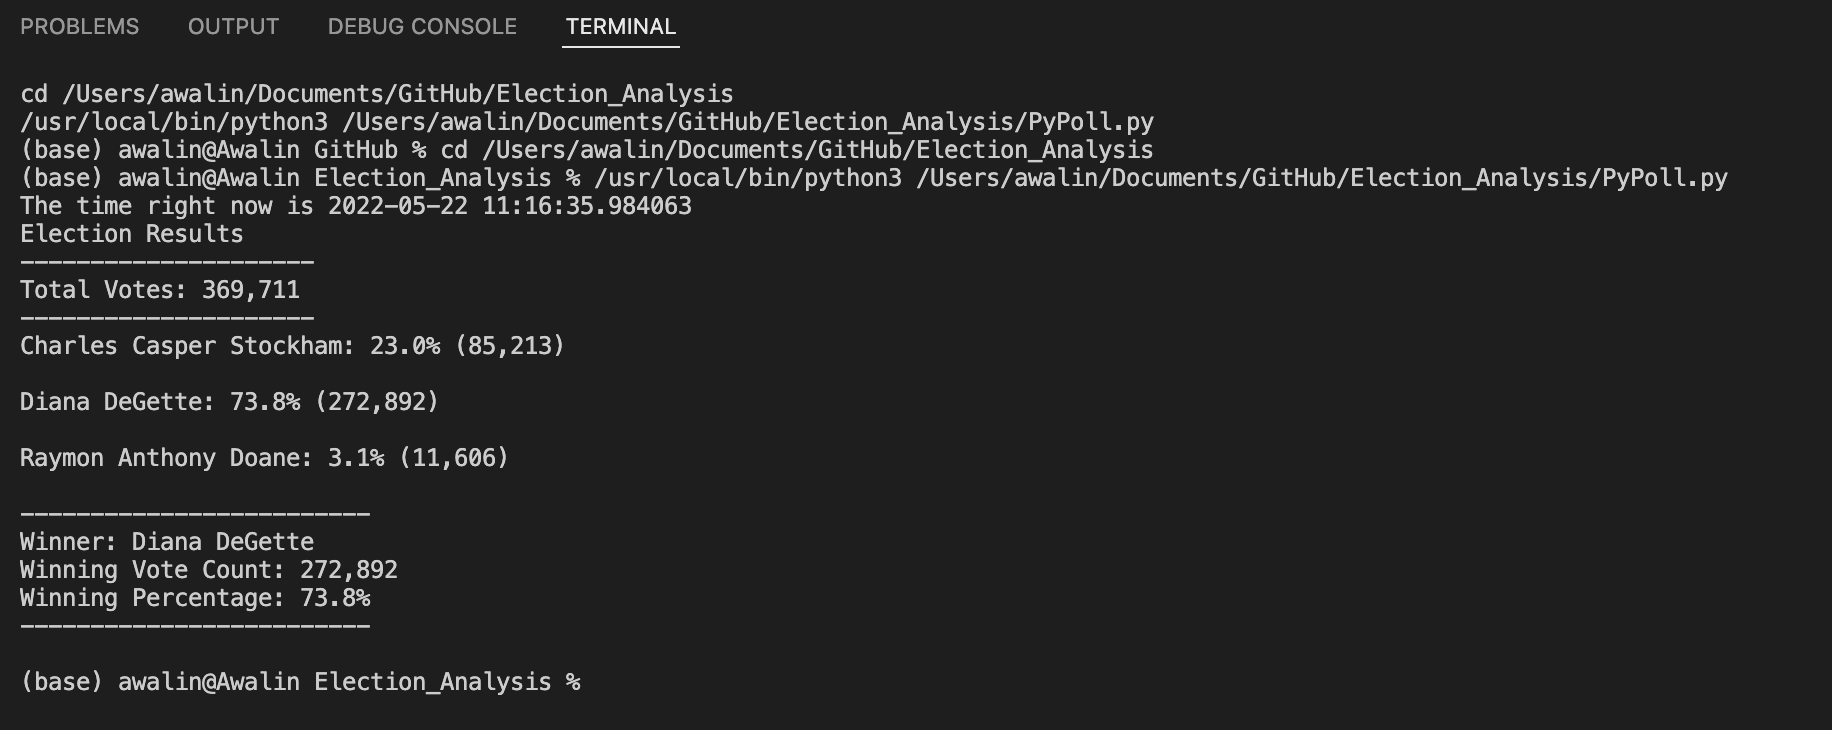 PROBLEMS OUTPUT DEBUG CONSOLE TERMINAL
cd /Users/awalin/Documents/GitHub/Election_Analysis
/usr/local/bin/python3 /Users/awalin/Documents/GitHub/Election_Analysis/PyPoll.py
(base) awalin@Awalin GitHub % cd /Users/awalin/Documents/GitHub/Election_Analysis
(base) awalin@Awalin Election_Analysis % /usr/local/bin/python3 /Users/awalin/Documents/GitHub/Election_Analysis/PyPoll.py
The time right now is 2022-05-22 11:16:35.984063
Election Results
---------------------
Total Votes: 369,711
---------------------
Charles Casper Stockham: 23.0% (85,213)
Diana DeGette: 73.8% (272,892)
Raymon Anthony Doane: 3.1% (11,606)
-------------------------
Winner: Diana DeGette
Winning Vote Count: 272,892
Winning Percentage: 73.8%
-------------------------
(base) awalin@Awalin Election_Analysis %